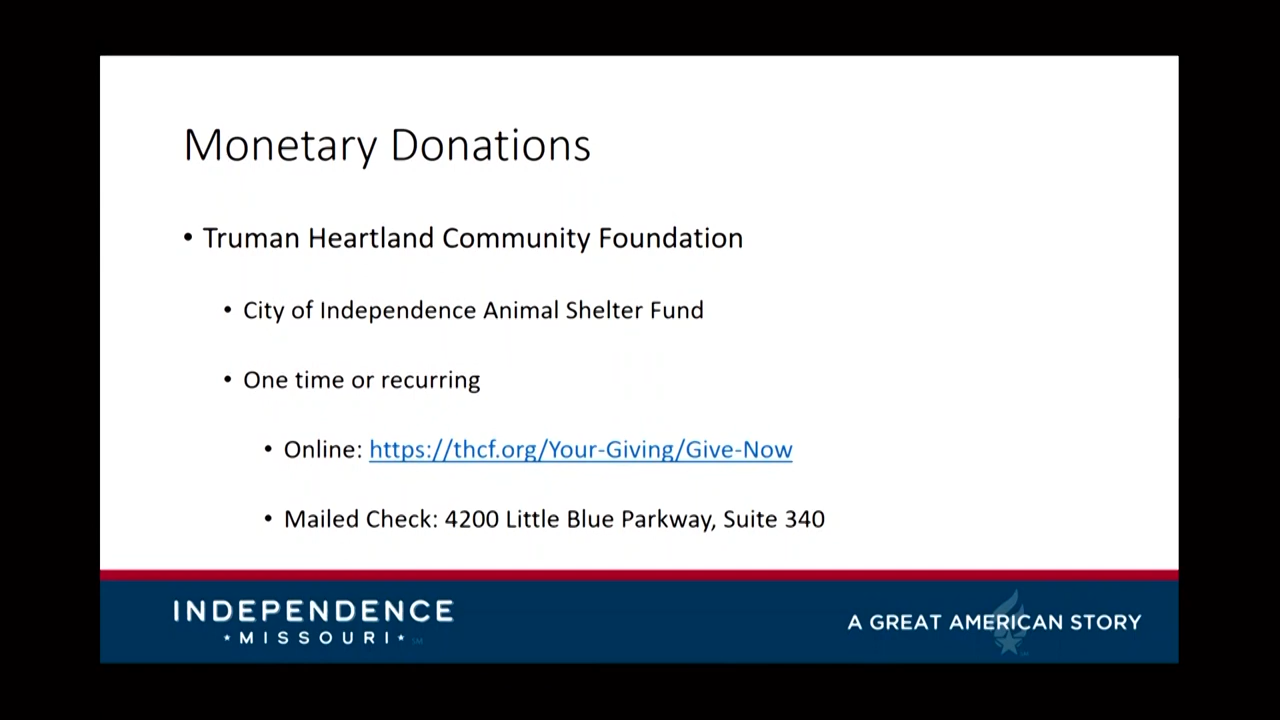 Monetary Donations
• Truman Heartland Community Foundation
• City of Independence Animal Shelter Fund
• One time or recurring
• Online: https://thcf.org/Your-Giving/Give-Now
• Mailed Check: 4200 Little Blue Parkway, Suite 340
INDEPENDENCE
★ MISSOURI ★ SM
A GREAT AMERICAN STORY